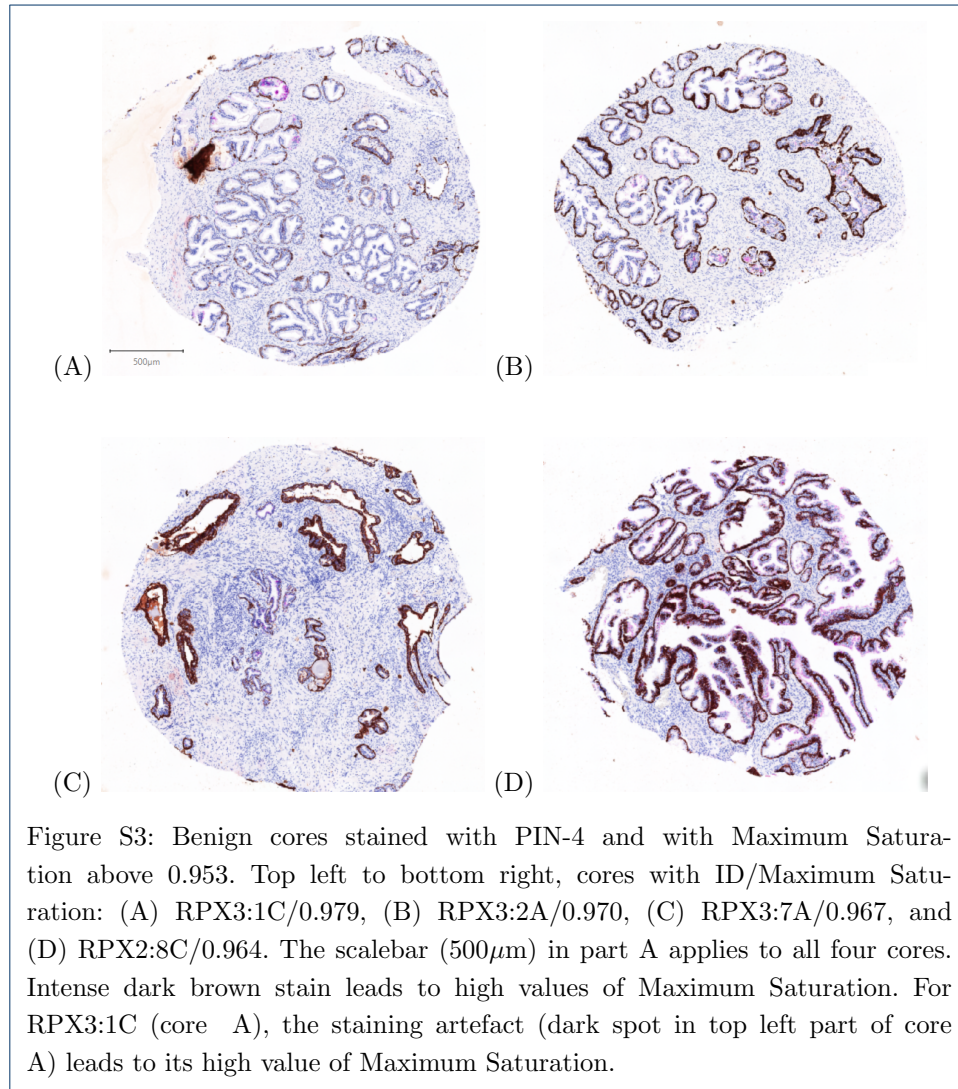 500µm
(A)
(B)
(C)
(D)
Figure S3: Benign cores stained with PIN-4 and with Maximum Satura-
tion above 0.953. Top left to bottom right, cores with ID/Maximum Satu-
ration: (A) RPX3:1C/0.979, (B) RPX3:2A/0.970, (C) RPX3:7A/0.967, and
(D) RPX2:8C/0.964. The scalebar (500µm) in part A applies to all four cores.
Intense dark brown stain leads to high values of Maximum Saturation. For
RPX3:1C (core A), the staining artefact (dark spot in top left part of core
A) leads to its high value of Maximum Saturation.